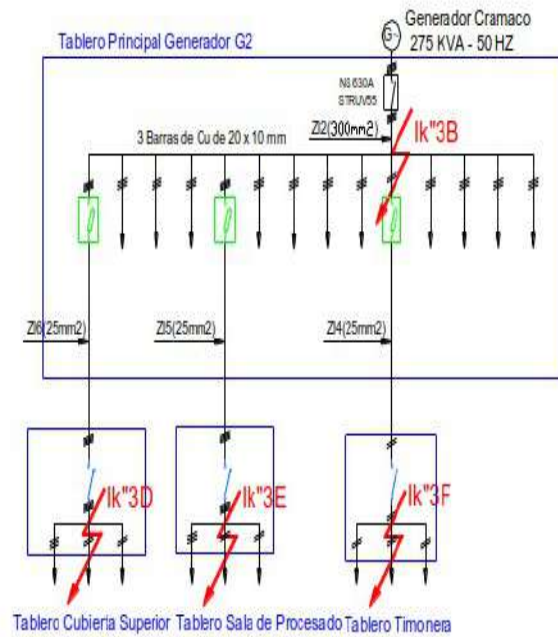 Generador Cramaco
275 KVA - 50 HZ
G~
Tablero Principal Generador G2
NS630A
STRUV55
Zl2(300mm2)
Ik"3B
3 Barras de Cu de 20 x 10 mm
Zl6(25mm2)
Zl5(25mm2)
Zl4(25mm2)
Ik"3D
Ik"3E
Ik"3F
Tablero Cubierta Superior
Tablero Sala de Procesado
Tablero Timonera